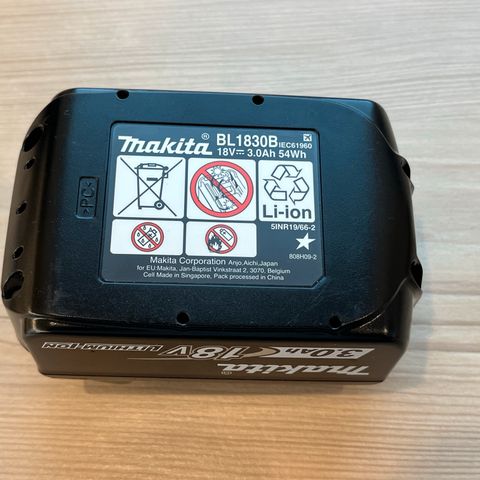 makita® BL1830B IEC61960
18V⎓ 3.0Ah 54Wh
Li-ion
5INR19/66-2
808H09-2
Makita Corporation Anjo,Aichi,Japan
for EU Makita, Jan-Baptist Vinkstraat 2, 3070, Belgium
Cell Made in Singapore, Pack processed in China
>PC<
3.0Ah 18V LITHIUM-ION
makita®